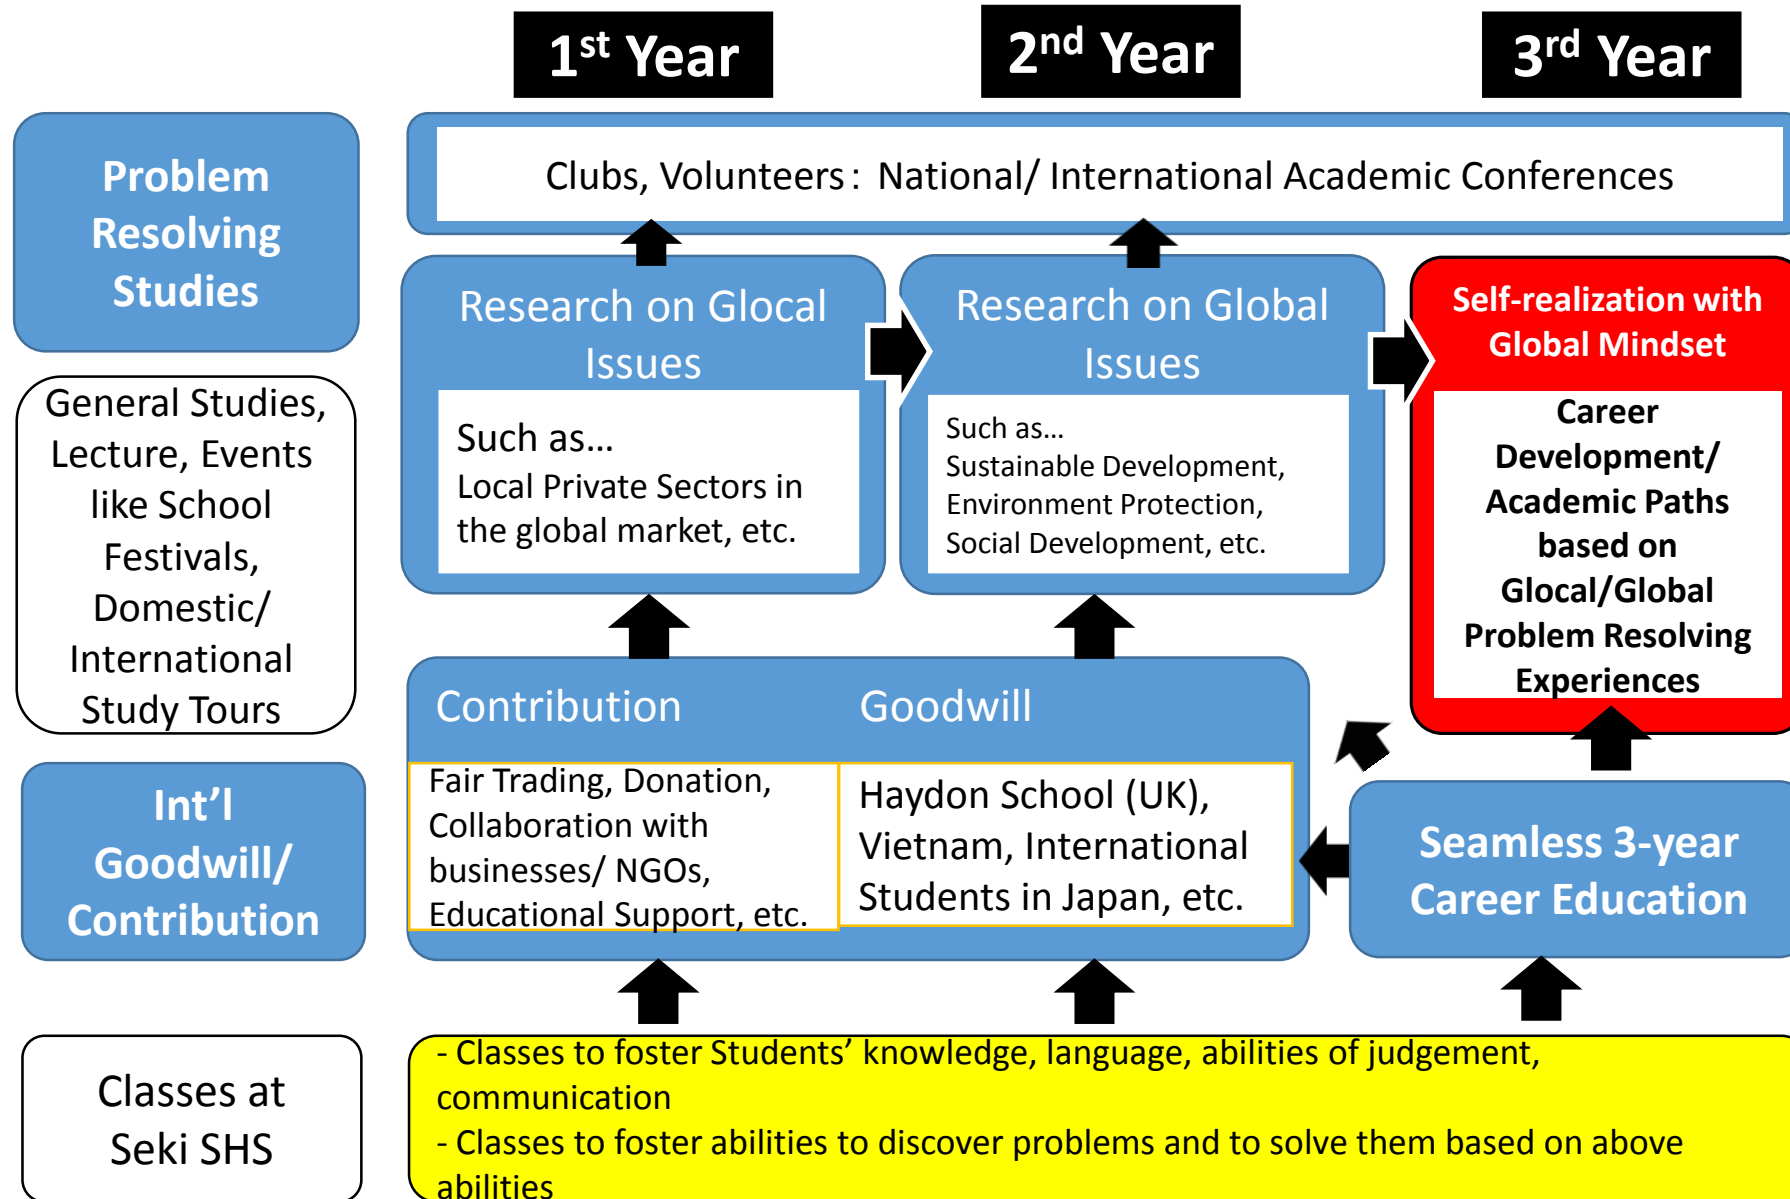 1st Year
2nd Year
3rd Year
Problem
Resolving
Studies
Clubs, Volunteers : National/ International Academic Conferences
General Studies,
Lecture, Events
like School
Festivals,
Domestic/
International
Study Tours
Research on Glocal
Issues
Such as...
Local Private Sectors in
the global market, etc.
Research on Global
Issues
Such as...
Sustainable Development,
Environment Protection,
Social Development, etc.
Self-realization with
Global Mindset
Career
Development/
Academic Paths
based on
Glocal/Global
Problem Resolving
Experiences
Int'l
Goodwill/
Contribution
Contribution
Fair Trading, Donation,
Collaboration with
businesses/ NGOs,
Educational Support, etc.
Goodwill
Haydon School (UK),
Vietnam, International
Students in Japan, etc.
Seamless 3-year
Career Education
Classes at
Seki SHS
- Classes to foster Students' knowledge, language, abilities of judgement,
communication
- Classes to foster abilities to discover problems and to solve them based on above
abilities